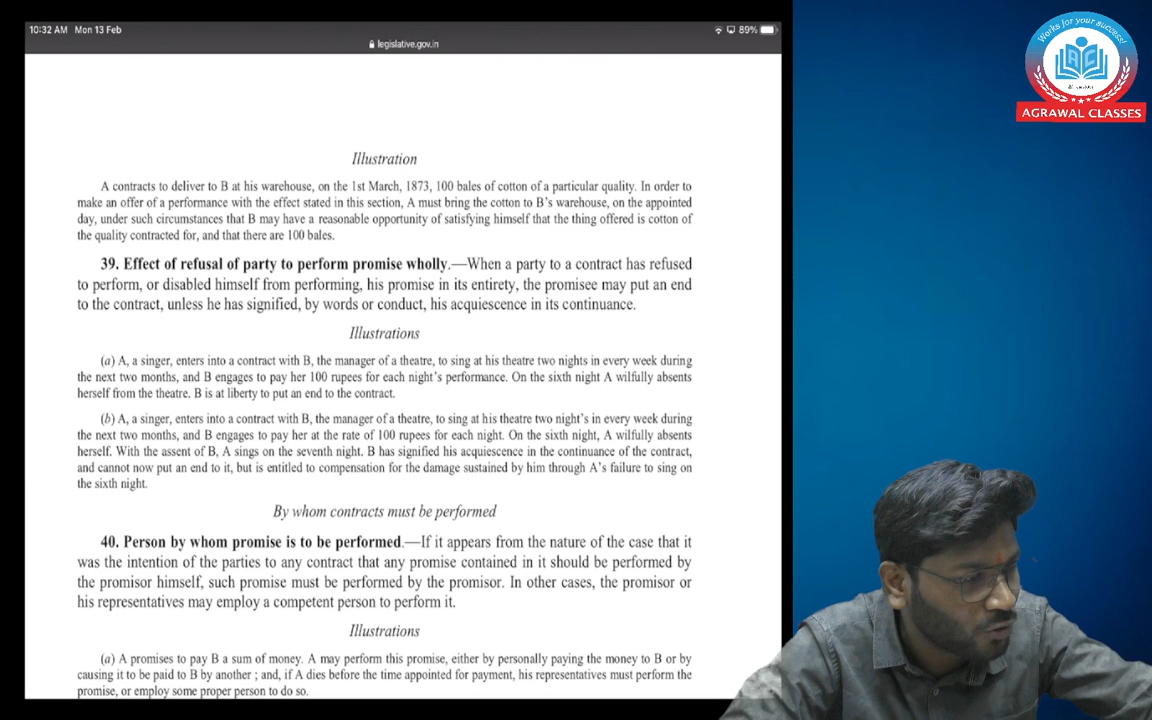 10:32 AM Mon 13 Feb
89%
legislative.gov.in
Works for your success!
AC
AGRAWAL CLASSES
Illustration
A contracts to deliver to B at his warehouse, on the 1st March, 1873, 100 bales of cotton of a particular quality. In order to
make an offer of a performance with the effect stated in this section, A must bring the cotton to B's warehouse, on the appointed
day, under such circumstances that B may have a reasonable opportunity of satisfying himself that the thing offered is cotton of
the quality contracted for, and that there are 100 bales.
39. Effect of refusal of party to perform promise wholly.—When a party to a contract has refused
to perform, or disabled himself from performing, his promise in its entirety, the promisee may put an end
to the contract, unless he has signified, by words or conduct, his acquiescence in its continuance.
Illustrations
(a) A, a singer, enters into a contract with B, the manager of a theatre, to sing at his theatre two nights in every week during
the next two months, and B engages to pay her 100 rupees for each night's performance. On the sixth night A wilfully absents
herself from the theatre. B is at liberty to put an end to the contract.
(b) A, a singer, enters into a contract with B, the manager of a theatre, to sing at his theatre two night's in every week during
the next two months, and B engages to pay her at the rate of 100 rupees for each night. On the sixth night, A wilfully absents
herself. With the assent of B, A sings on the seventh night. B has signified his acquiescence in the continuance of the contract,
and cannot now put an end to it, but is entitled to compensation for the damage sustained by him through A's failure to sing on
the sixth night.
By whom contracts must be performed
40. Person by whom promise is to be performed.—If it appears from the nature of the case that it
was the intention of the parties to any contract that any promise contained in it should be performed by
the promisor himself, such promise must be performed by the promisor. In other cases, the promisor or
his representatives may employ a competent person to perform it.
Illustrations
(a) A promises to pay B a sum of money. A may perform this promise, either by personally paying the money to B or by
causing it to be paid to B by another ; and, if A dies before the time appointed for payment, his representatives must perform the
promise, or employ some proper person to do so.